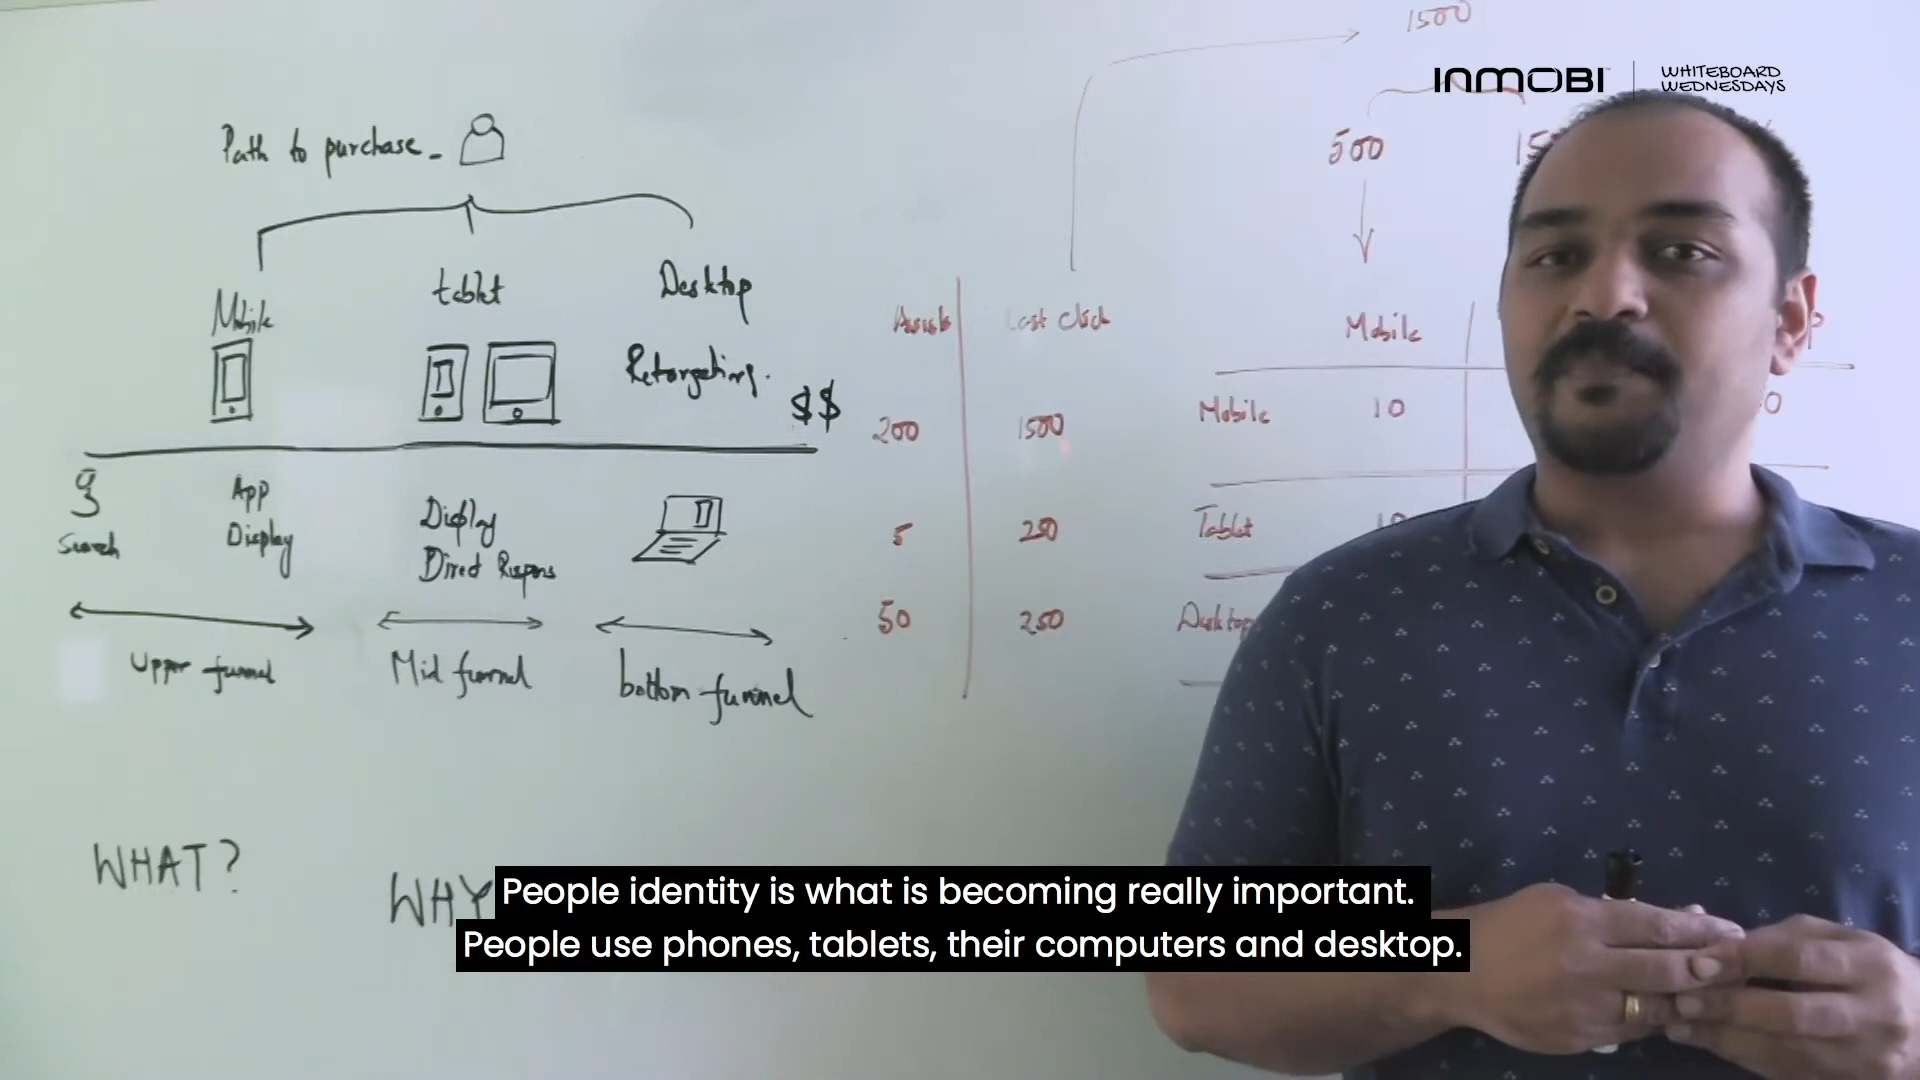 1500
INMOBI
WHITEBOARD
WEDNESDAYS
Path to purchase -
500
Mobile
tablet
Desktop
Retargeting.
$$
Search
App
Display
Display
Direct Respons
Upper funnel
Mid funnel
bottom funnel
Assists
Last Click
200
1500
5
250
50
250
Mobile
Mobile
10
Tablet
Desktop
WHAT?
WHY
People identity is what is becoming really important.
People use phones, tablets, their computers and desktop.